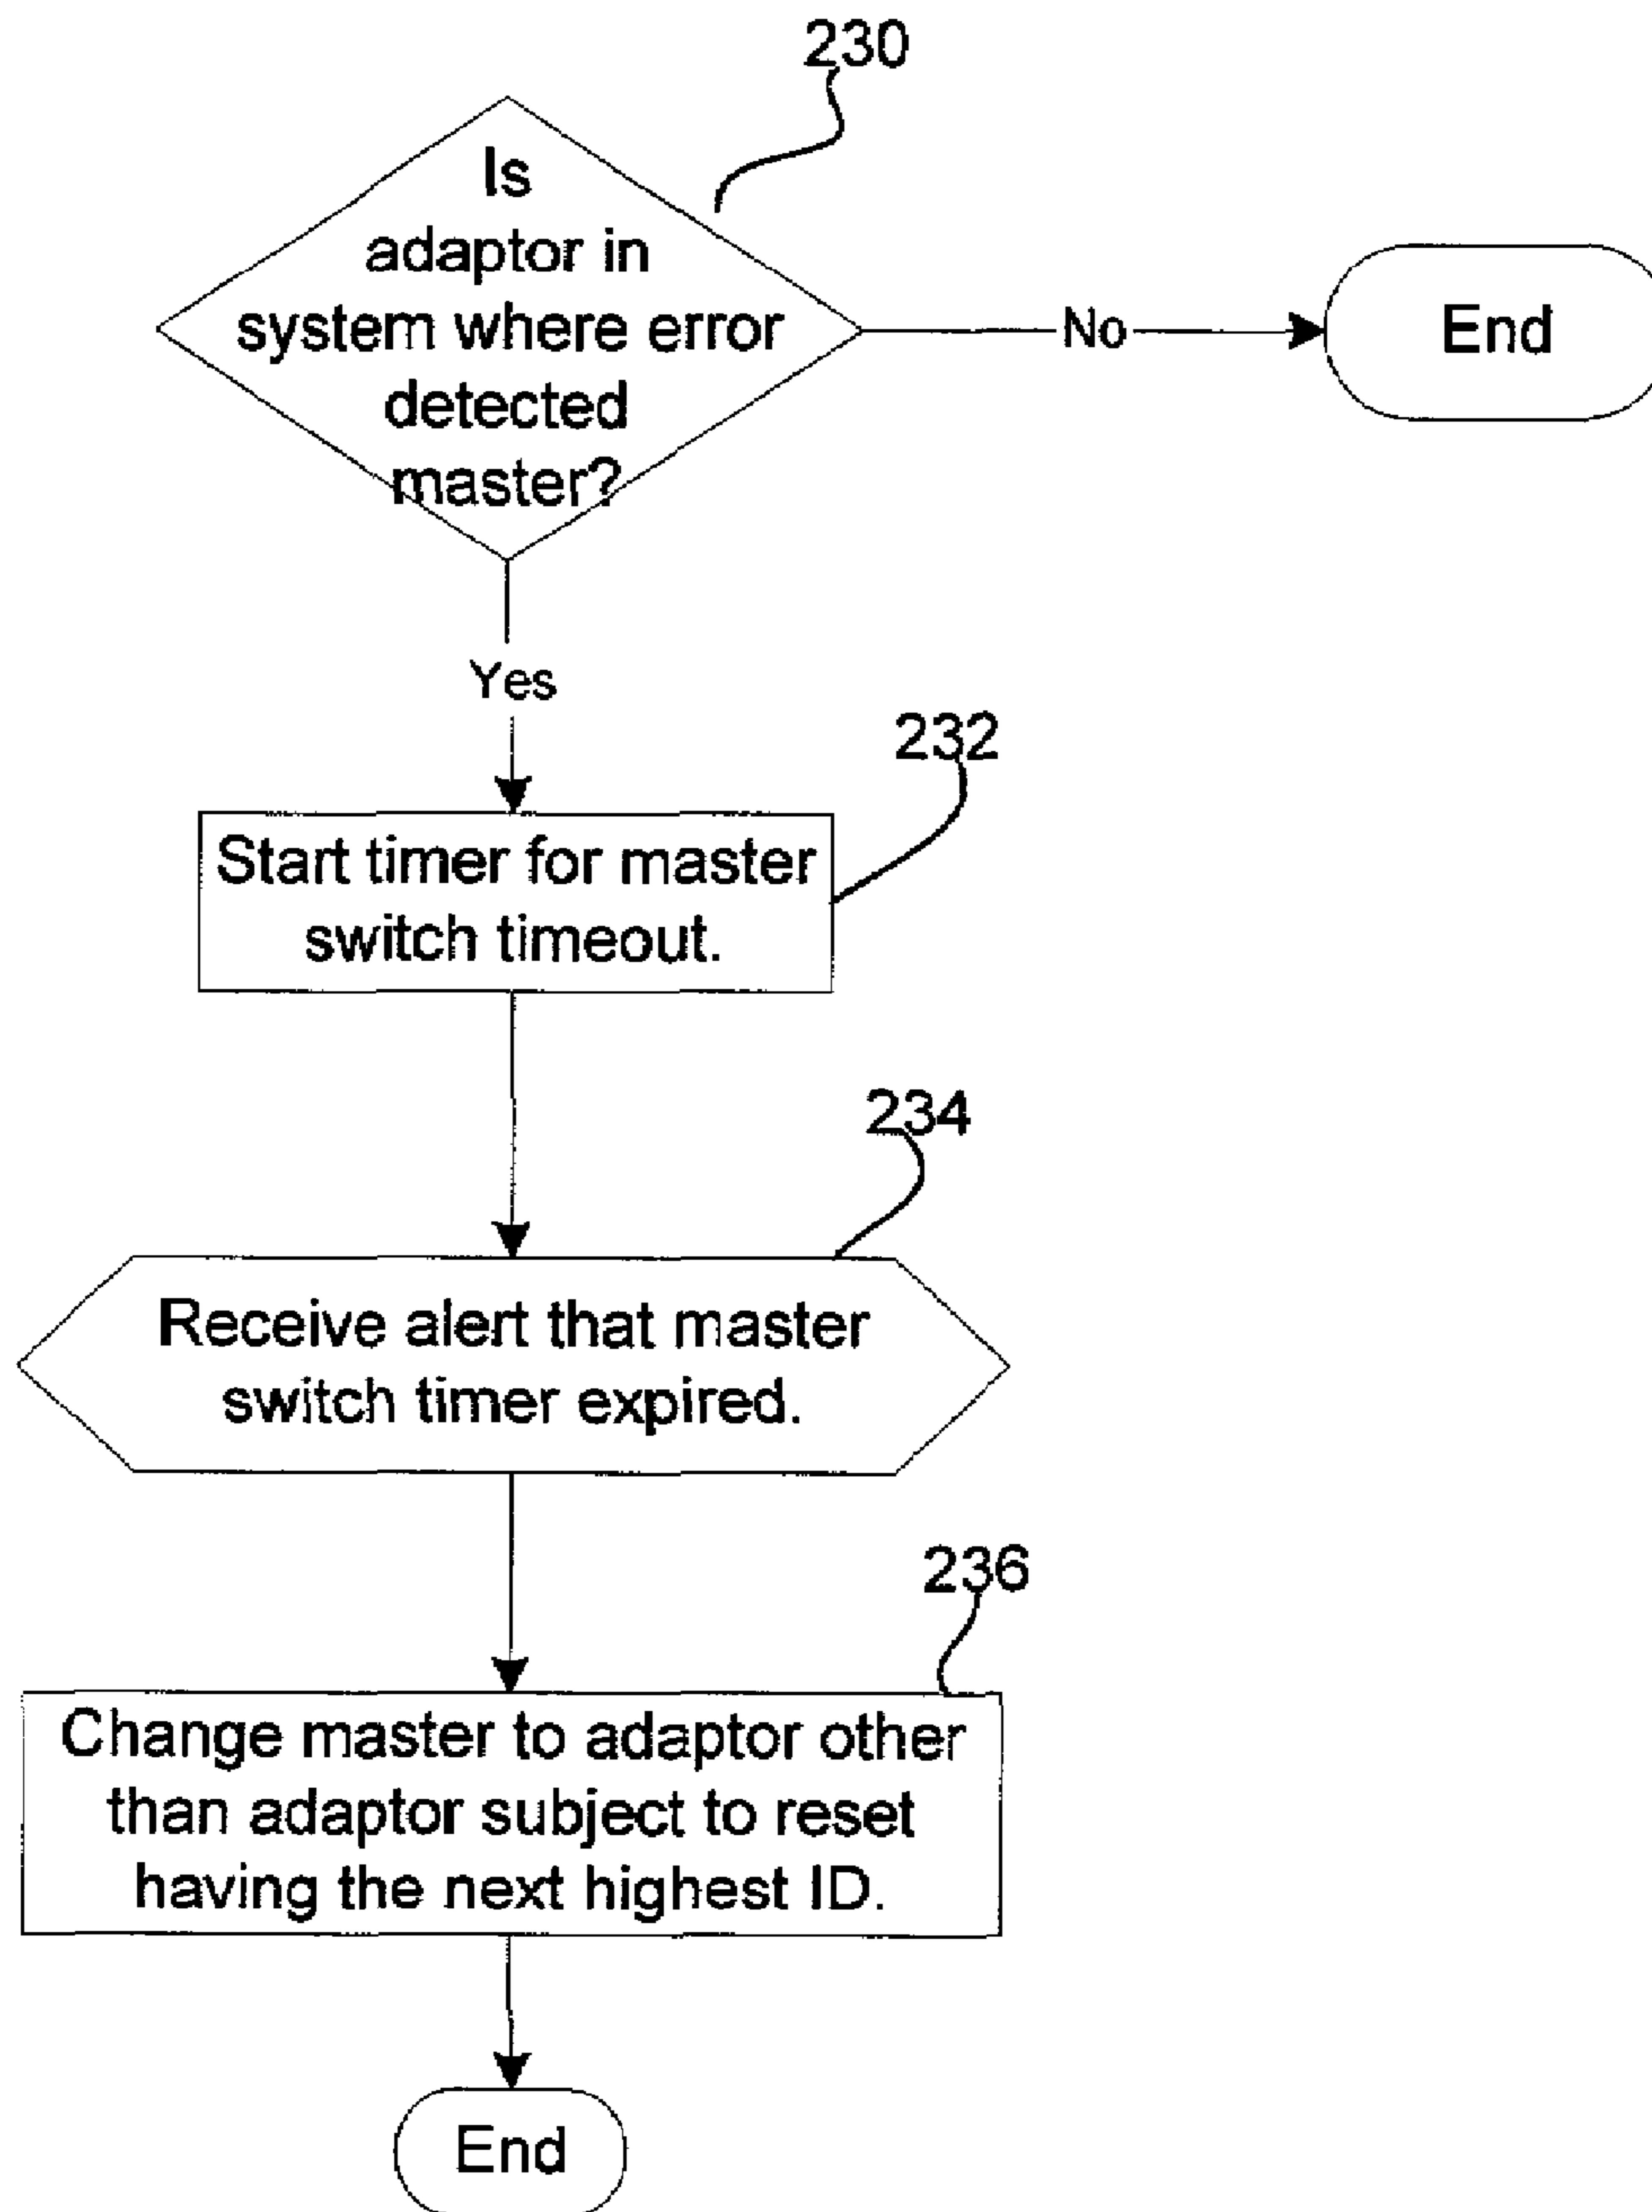 230
Is
adaptor in
system where error
detected
master?
No
End
Yes
232
Start timer for master
switch timeout.
234
Receive alert that master
switch timer expired.
236
Change master to adaptor other
than adaptor subject to reset
having the next highest ID.
End